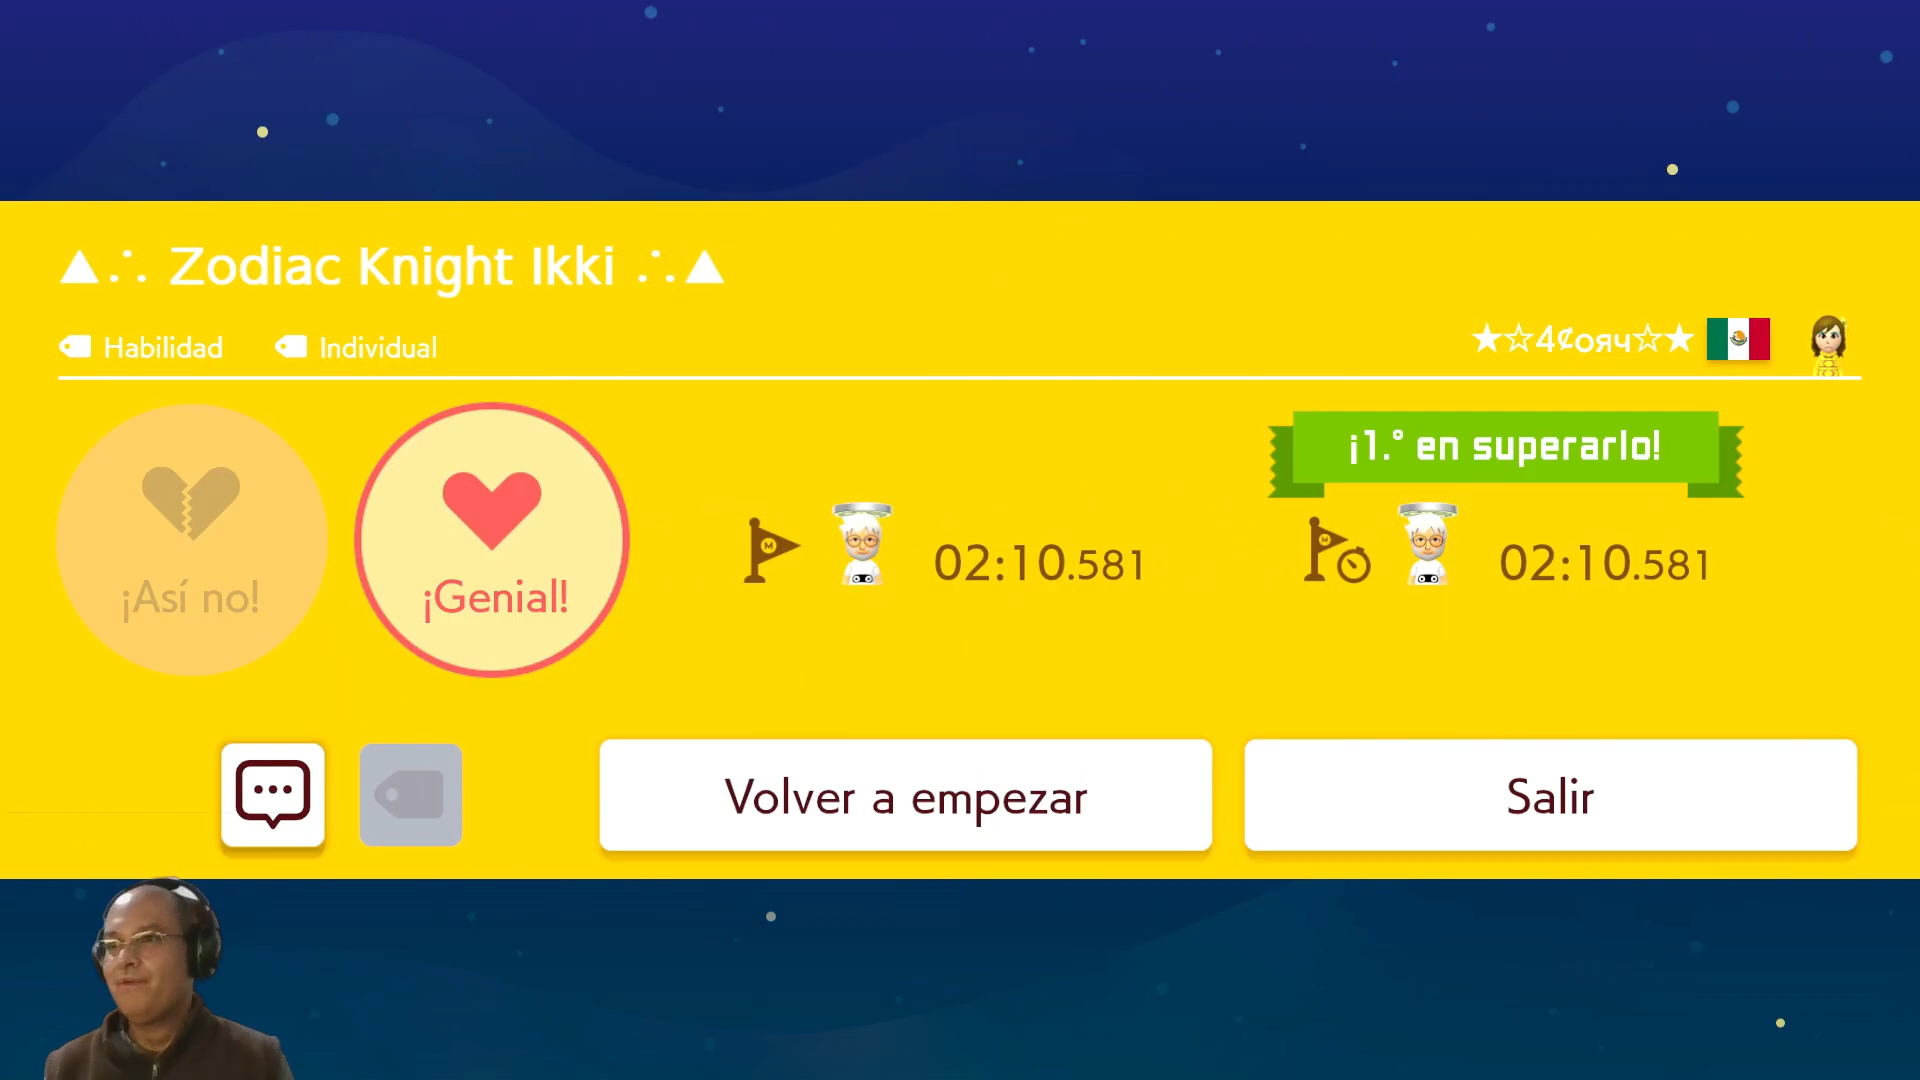 ▲∴ Zodiac Knight Ikki ∴▲
Habilidad Individual
★☆4¢oяч☆★
¡Así no!
¡Genial!
M 02:10.581
¡1.° en superarlo!
M 02:10.581
Volver a empezar
Salir